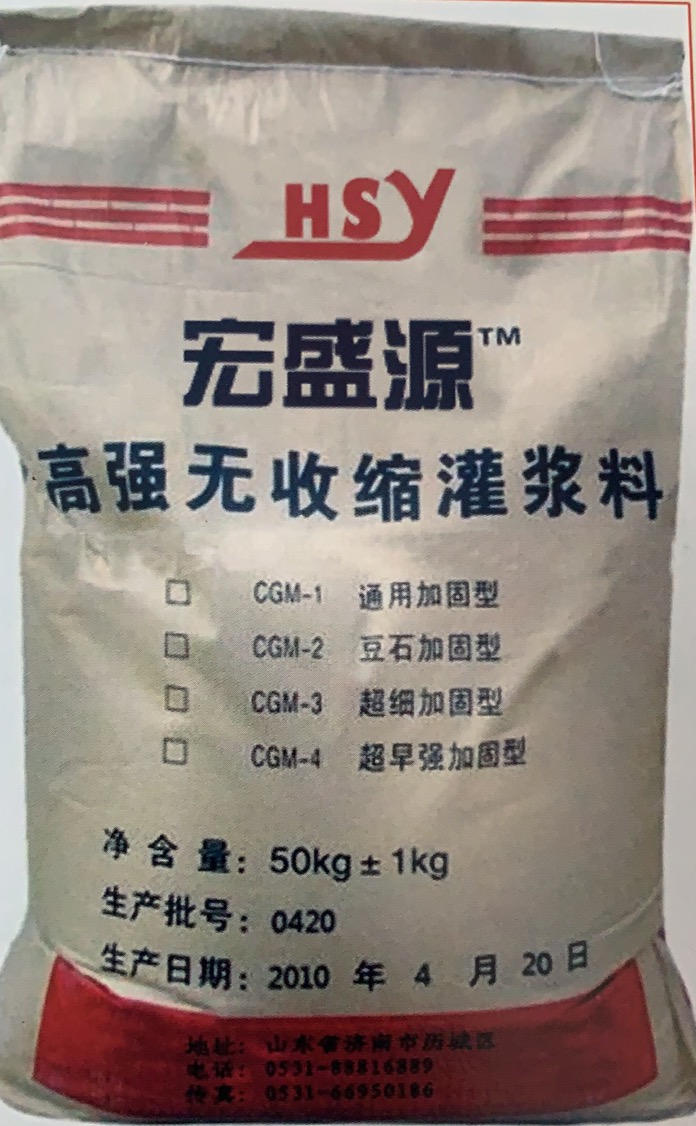 HSY
宏盛源™
高强无收缩灌浆料
□ CGM-1 通用加固型
□ CGM-2 豆石加固型
□ CGM-3 超细加固型
□ CGM-4 超早强加固型
净含量：50kg±1kg
生产批号：0420
生产日期：2010 年 4 月 20 日
地址：山东省济南市历城区
电话：0531-88816889
传真：0531-66950186